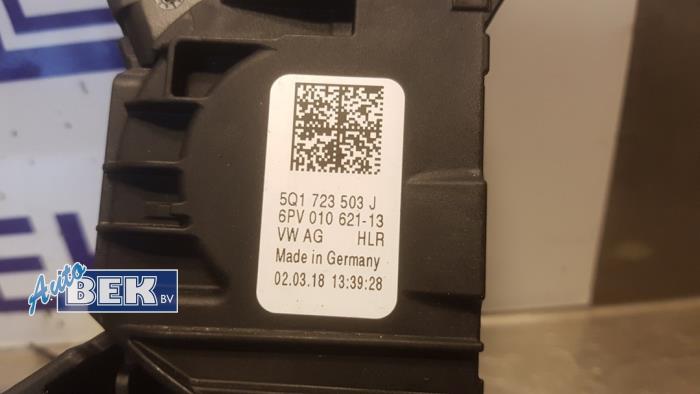 5Q1 723 503 J
6PV 010 621-13
VW AG HLR
Made in Germany
02.03.18 13:39:28
Auto
BEK BV